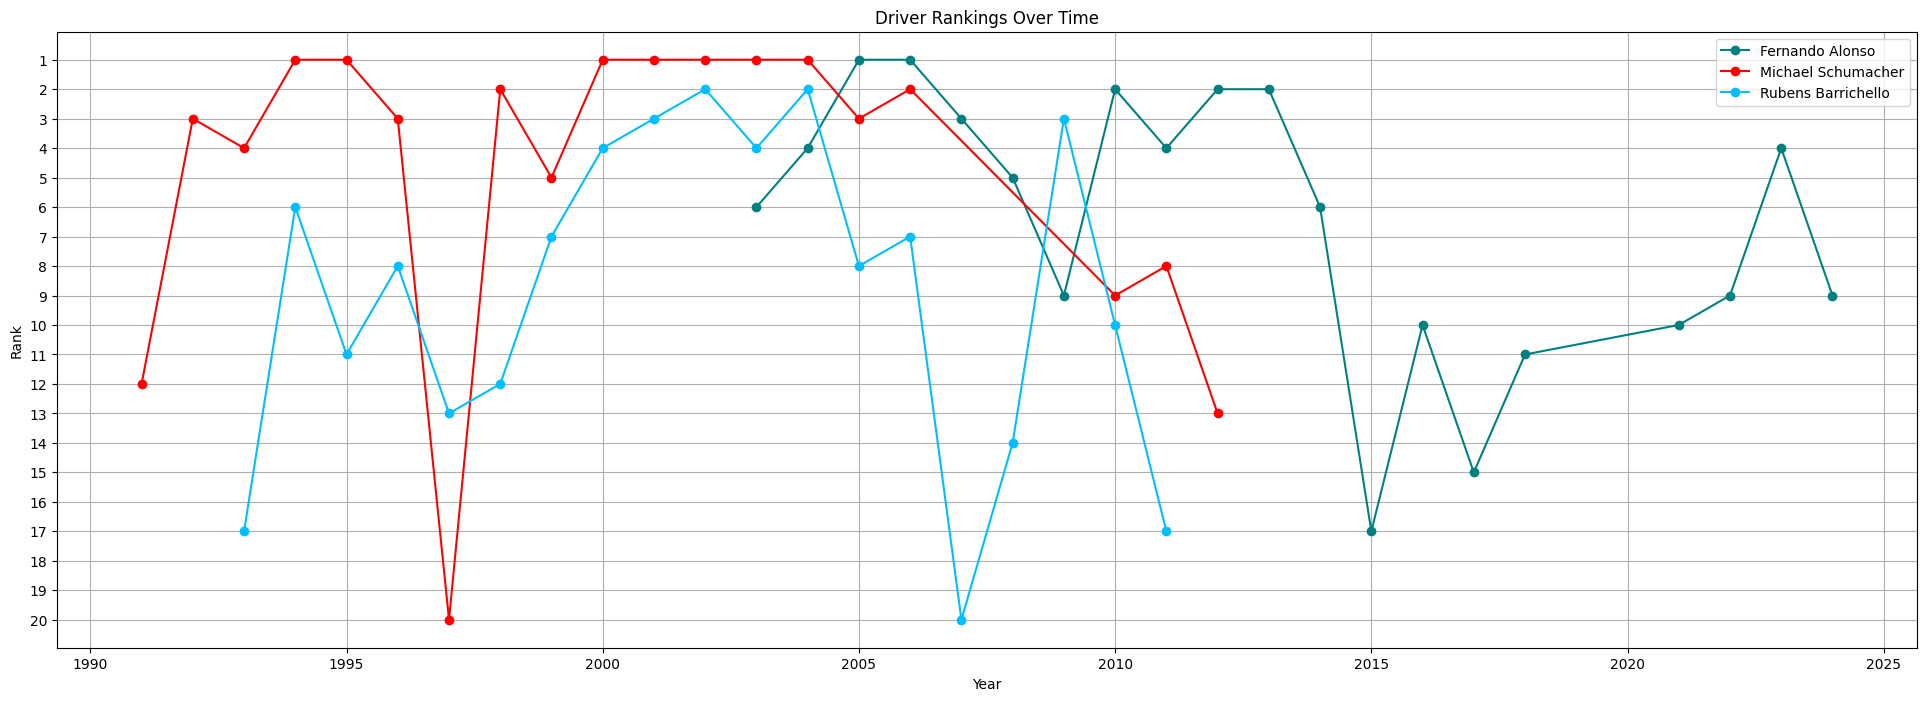 Driver Rankings Over Time
Fernando Alonso
Michael Schumacher
Rubens Barrichello
Rank
1
2
3
4
5
6
7
8
9
10
11
12
13
14
15
16
17
18
19
20
1990 1995 2000 2005 2010 2015 2020 2025
Year